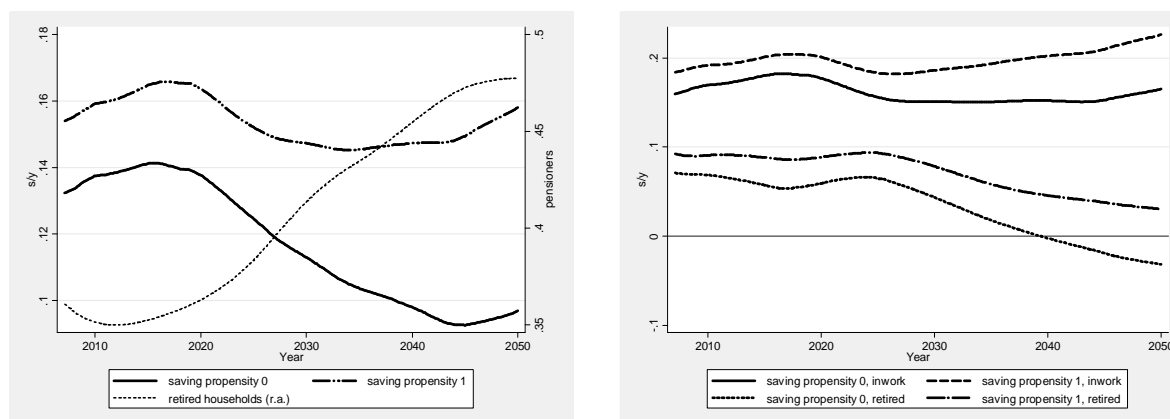 .18
.16
.14
.12
.1
s/y
.5
.45
.4
.35
pensioners
2010 2020 2030 2040 2050
Year
saving propensity 0 saving propensity 1
retired households (r.a.)
.2
.1
0
-.1
s/y
2010 2020 2030 2040 2050
Year
saving propensity 0, inwork saving propensity 1, inwork
saving propensity 0, retired saving propensity 1, retired